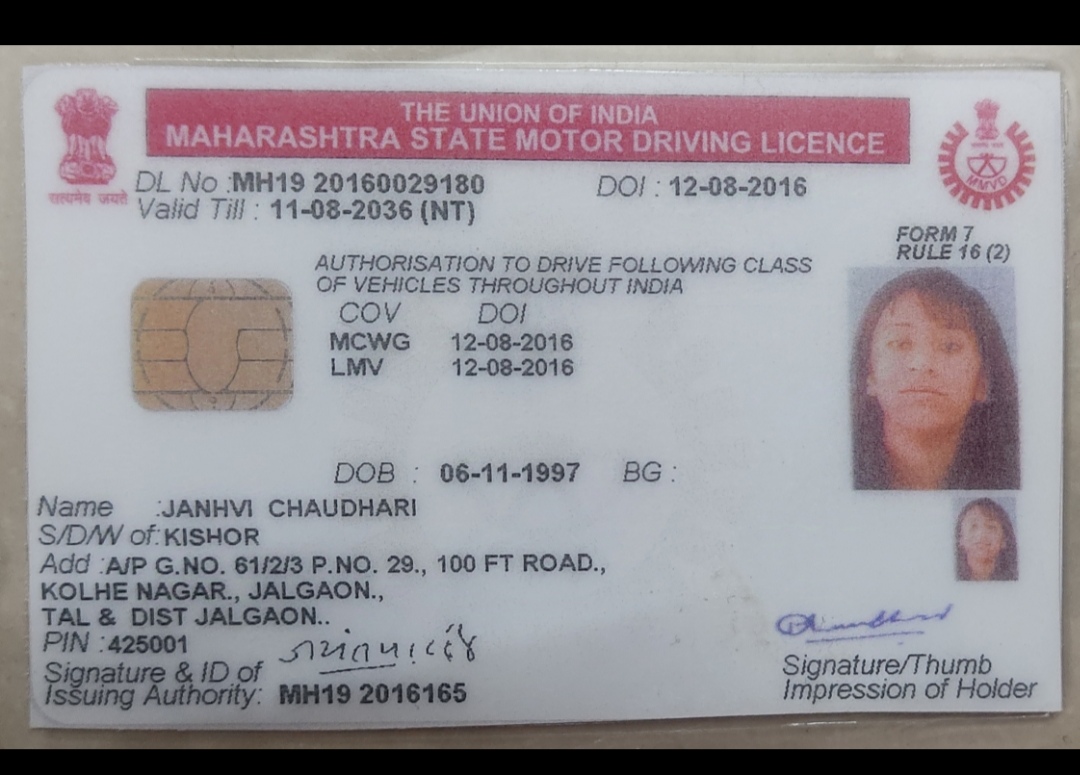 THE UNION OF INDIA
MAHARASHTRA STATE MOTOR DRIVING LICENCE
सत्यमेव जयते
MMVD
DL No :MH19 20160029180 DOI : 12-08-2016
Valid Till : 11-08-2036 (NT)
FORM 7
RULE 16 (2)
AUTHORISATION TO DRIVE FOLLOWING CLASS
OF VEHICLES THROUGHOUT INDIA
COV DOI
MCWG 12-08-2016
LMV 12-08-2016
DOB : 06-11-1997 BG :
Name :JANHVI CHAUDHARI
S/D/W of:KISHOR
Add :A/P G.NO. 61/2/3 P.NO. 29., 100 FT ROAD.,
KOLHE NAGAR., JALGAON.,
TAL & DIST JALGAON..
PIN :425001
Signature & ID of
Issuing Authority: MH19 2016165
Signature/Thumb
Impression of Holder